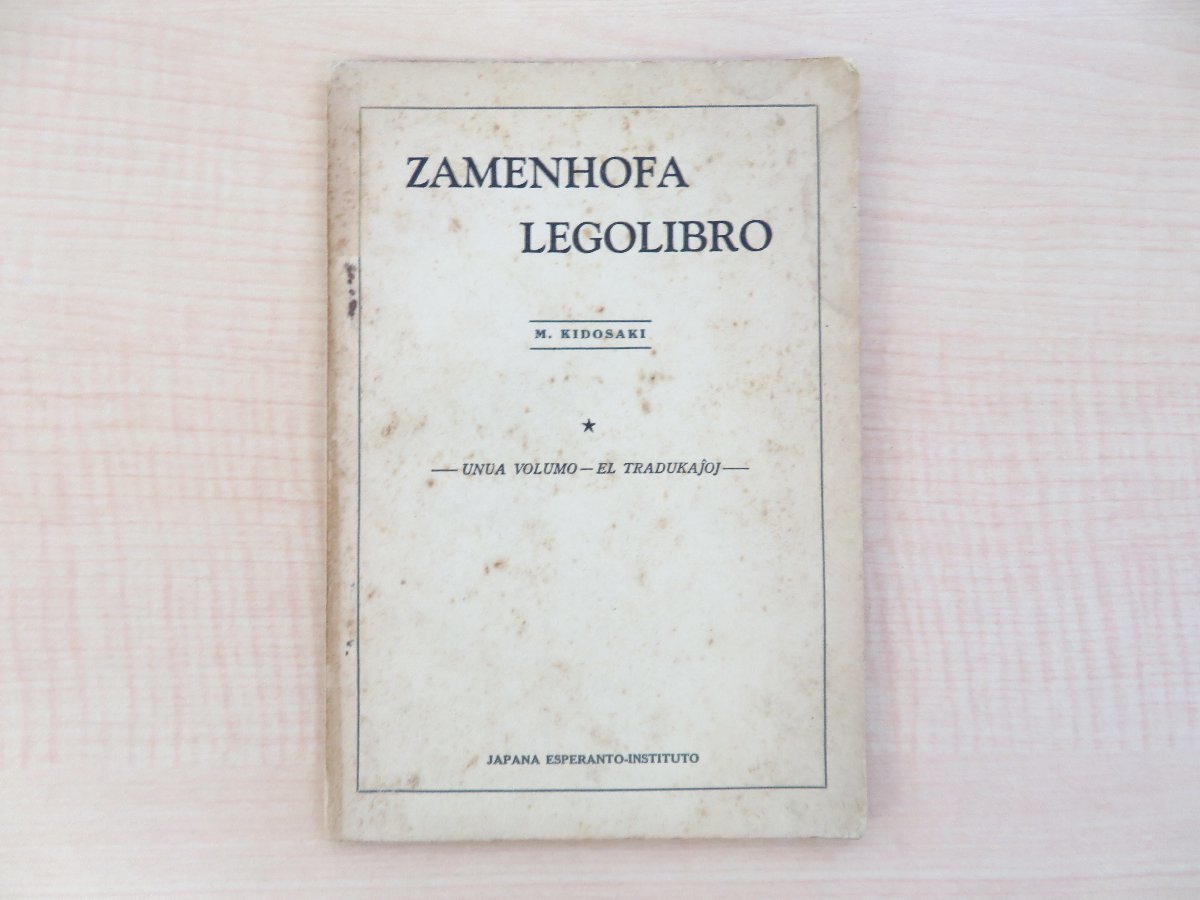 ZAMENHOFA
LEGOLIBRO
M. KIDOSAKI
★
— UNUA VOLUMO — EL TRADUKAĴOJ —
JAPANA ESPERANTO-INSTITUTO